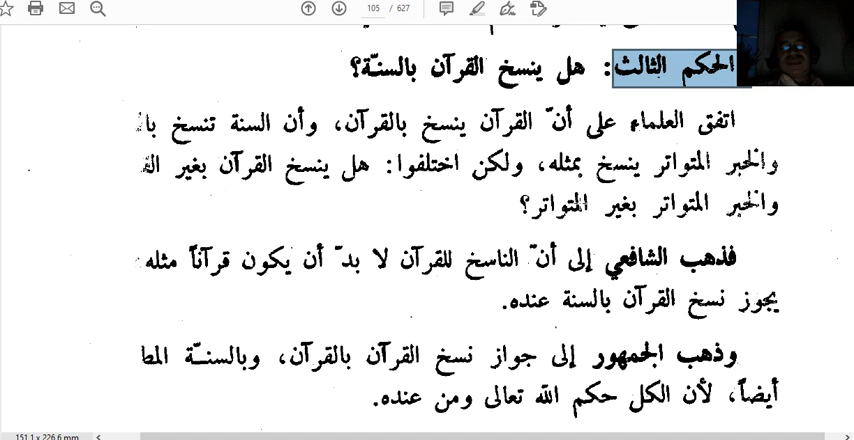 105 / 627
الحكم الثالث: هل ينسخ القرآن بالسنّة؟
اتفق العلماء على أنّ القرآن ينسخ بالقرآن، وأن السنة تنسخ
والخبر المتواتر ينسخ بمثله، ولكن اختلفوا: هل ينسخ القرآن بغير
والخبر المتواتر بغير المتواتر؟
فذهب الشافعي إلى أنّ الناسخ للقرآن لا بدّ أن يكون قرآناً مثله
يجوز نسخ القرآن بالسنة عنده.
وذهب الجمهور إلى جواز نسخ القرآن بالقرآن، وبالسنّة
أيضاً، لأن الكل حكم الله تعالى ومن عنده.
151.1 x 226.6 mm